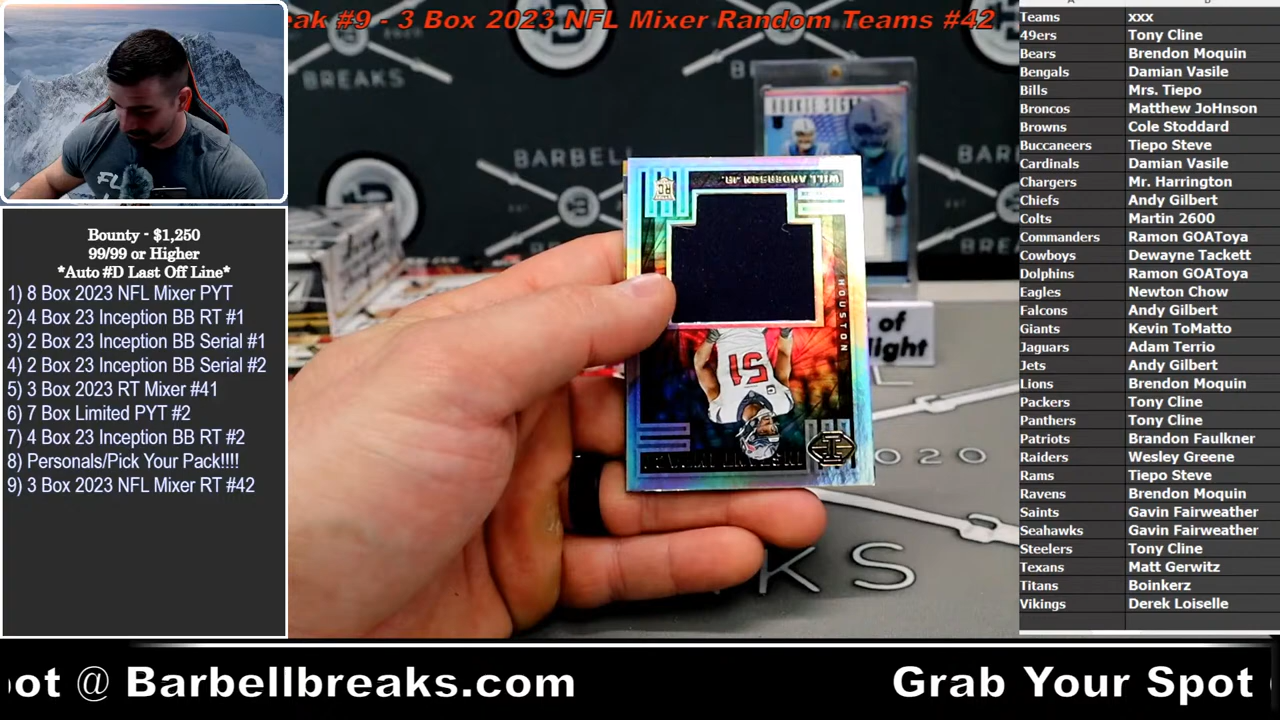 eak #9 - 3 Box 2023 NFL Mixer Random Teams #42
BREAKS
BARBELL
BREA
Bounty - $1,250
99/99 or Higher
*Auto #D Last Off Line*
1) 8 Box 2023 NFL Mixer PYT
2) 4 Box 23 Inception BB RT #1
3) 2 Box 23 Inception BB Serial #1
4) 2 Box 23 Inception BB Serial #2
5) 3 Box 2023 RT Mixer #41
6) 7 Box Limited PYT #2
7) 4 Box 23 Inception BB RT #2
8) Personals/Pick Your Pack!!!!
9) 3 Box 2023 NFL Mixer RT #42
ROOKIE SIGN
WILL ANDERSON JR.
RC
HOUSTON
51
of
light
2020
KS
Teams xxx
49ers Tony Cline
Bears Brendon Moquin
Bengals Damian Vasile
Bills Mrs. Tiepo
Broncos Matthew JoHnson
Browns Cole Stoddard
Buccaneers Tiepo Steve
Cardinals Damian Vasile
Chargers Mr. Harrington
Chiefs Andy Gilbert
Colts Martin 2600
Commanders Ramon GOAToya
Cowboys Dewayne Tackett
Dolphins Ramon GOAToya
Eagles Newton Chow
Falcons Andy Gilbert
Giants Kevin ToMatto
Jaguars Adam Terrio
Jets Andy Gilbert
Lions Brendon Moquin
Packers Tony Cline
Panthers Tony Cline
Patriots Brandon Faulkner
Raiders Wesley Greene
Rams Tiepo Steve
Ravens Brendon Moquin
Saints Gavin Fairweather
Seahawks Gavin Fairweather
Steelers Tony Cline
Texans Matt Gerwitz
Titans Boinkerz
Vikings Derek Loiselle
ot @ Barbellbreaks.com
Grab Your Spot